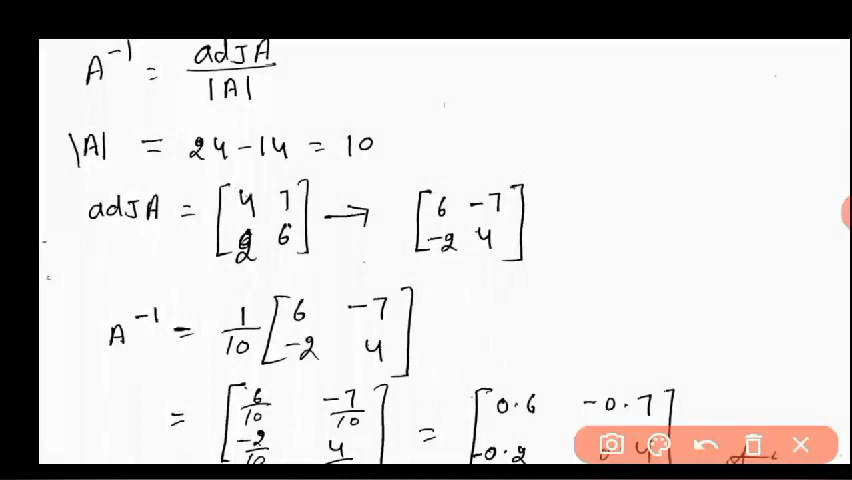 A⁻¹ = adJA / |A|
|A| = 24 - 14 = 10
adJA = [4 7
2 6] → [6 -7
-2 4]
A⁻¹ = 1/10 [6 -7
-2 4]
= [6/10 -7/10
-2/10 4] = [0.6 -0.7
-0.2 4]